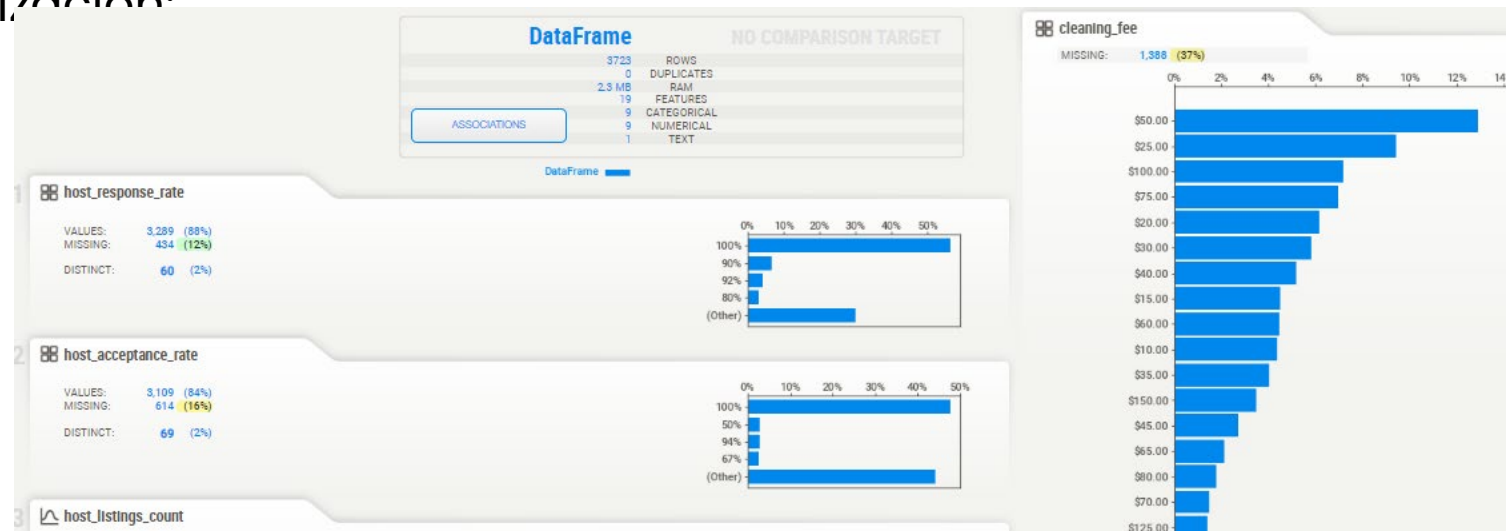 DataFrame NO COMPARISON TARGET
3723 ROWS
0 DUPLICATES
2.3 MB RAM
19 FEATURES
9 CATEGORICAL
9 NUMERICAL
1 TEXT
ASSOCIATIONS
DataFrame
1 host_response_rate
VALUES: 3,289 (88%)
MISSING: 434 (12%)
DISTINCT: 60 (2%)
0% 10% 20% 30% 40% 50%
100%
90%
92%
80%
(Other)
2 host_acceptance_rate
VALUES: 3,109 (84%)
MISSING: 614 (16%)
DISTINCT: 69 (2%)
0% 10% 20% 30% 40% 50%
100%
50%
94%
67%
(Other)
3 host_listings_count
cleaning_fee
MISSING: 1,388 (37%)
0% 2% 4% 6% 8% 10% 12% 14
$50.00
$25.00
$100.00
$75.00
$20.00
$30.00
$40.00
$15.00
$60.00
$10.00
$35.00
$150.00
$45.00
$65.00
$80.00
$70.00
$125.00